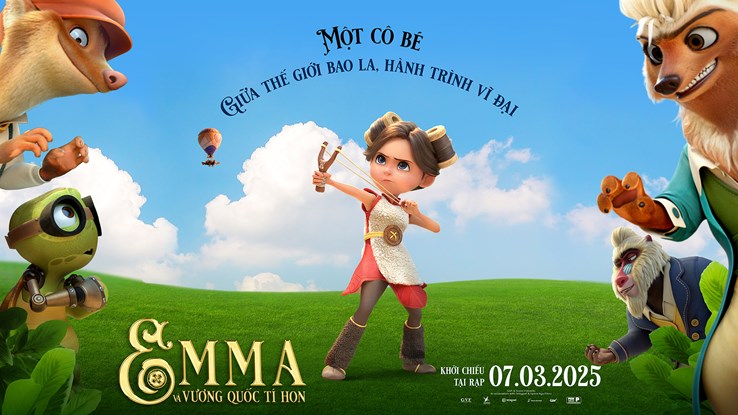 MỘT CÔ BÉ
GIỮA THẾ GIỚI BAO LA, HÀNH TRÌNH VĨ ĐẠI
EMMA
VÀ VƯƠNG QUỐC TÍ HON
KHỞI CHIẾU
TẠI RẠP
07.03.2025